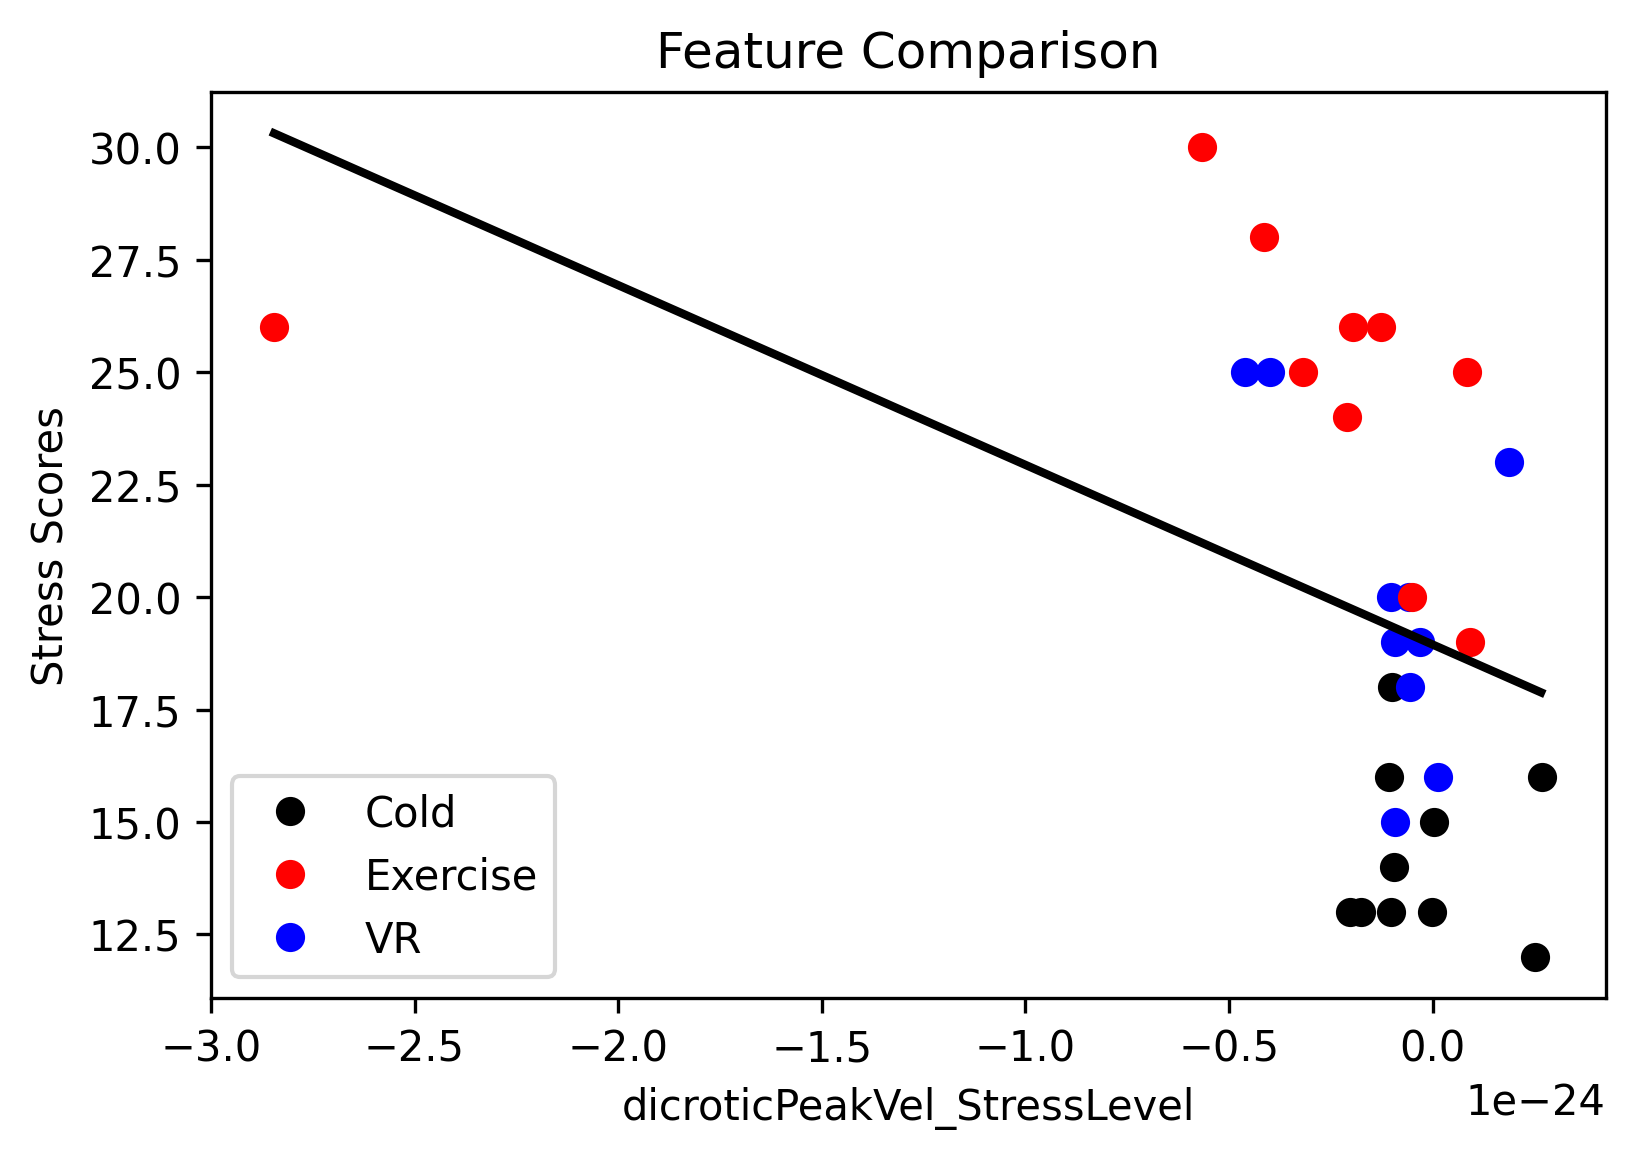 Feature Comparison
30.0
27.5
25.0
22.5
20.0
17.5
15.0
12.5
Stress Scores
Cold
Exercise
VR
−3.0 −2.5 −2.0 −1.5 −1.0 −0.5 0.0
1e−24
dicroticPeakVel_StressLevel